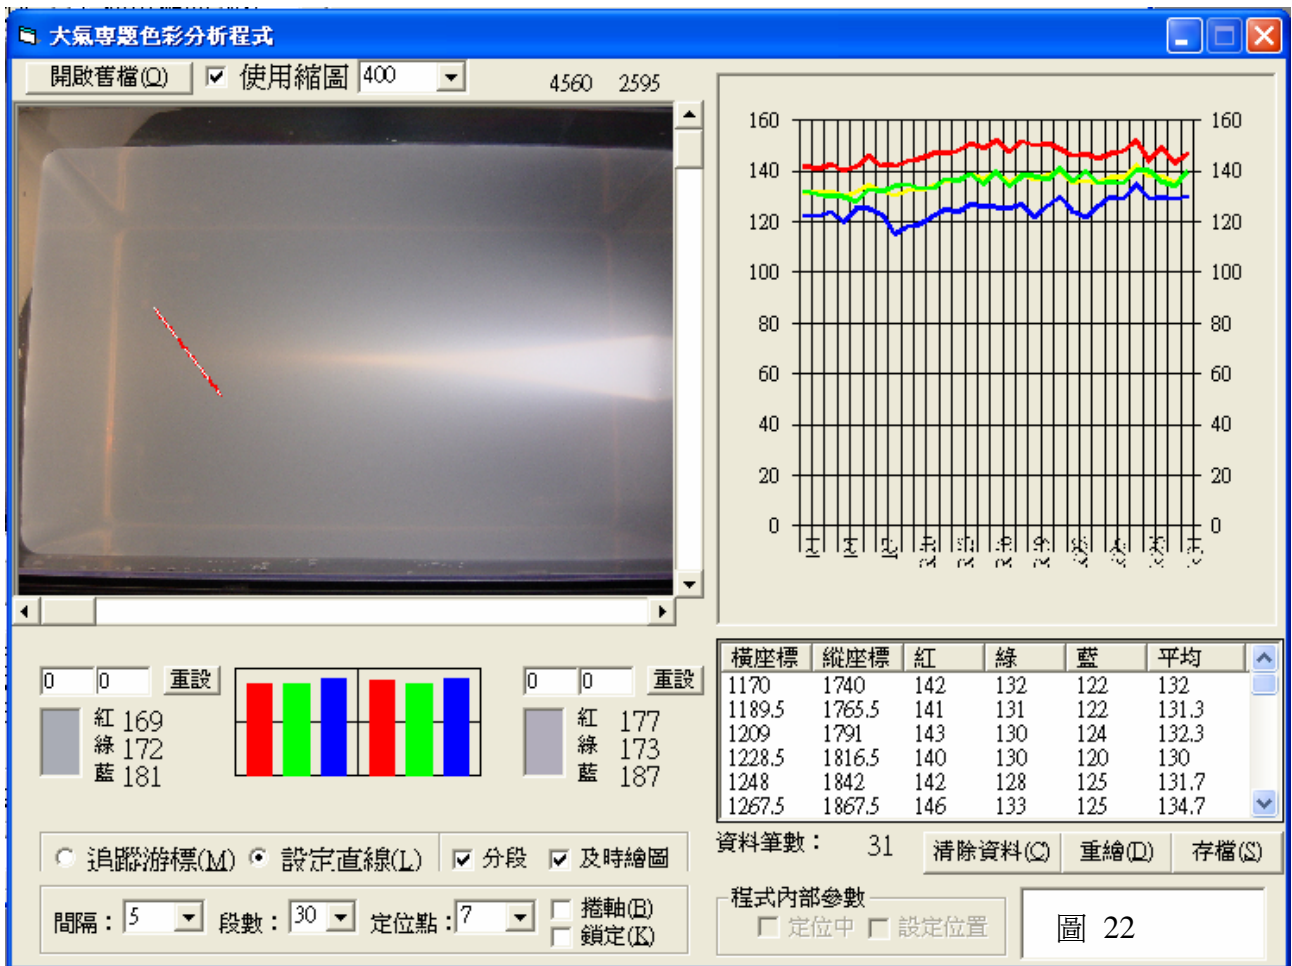 大氣專題色彩分析程式
開啟舊檔(O) 使用縮圖 400 4560 2595
160 160
140 140
120 120
100 100
80 80
60 60
40 40
20 20
0 0
0 0 重設
紅 169
綠 172
藍 181
0 0 重設
紅 177
綠 173
藍 187
橫座標 縱座標 紅 綠 藍 平均
1170 1740 142 132 122 132
1189.5 1765.5 141 131 122 131.3
1209 1791 143 130 124 132.3
1228.5 1816.5 140 130 120 130
1248 1842 142 128 125 131.7
1267.5 1867.5 146 133 125 134.7
資料筆數： 31 清除資料(C) 重繪(D) 存檔(S)
追蹤游標(M) 設定直線(L) 分段 及時繪圖
間隔：5 段數：30 定位點：7 捲軸(B)
鎖定(K)
程式內部參數
定位中 設定位置
圖 22